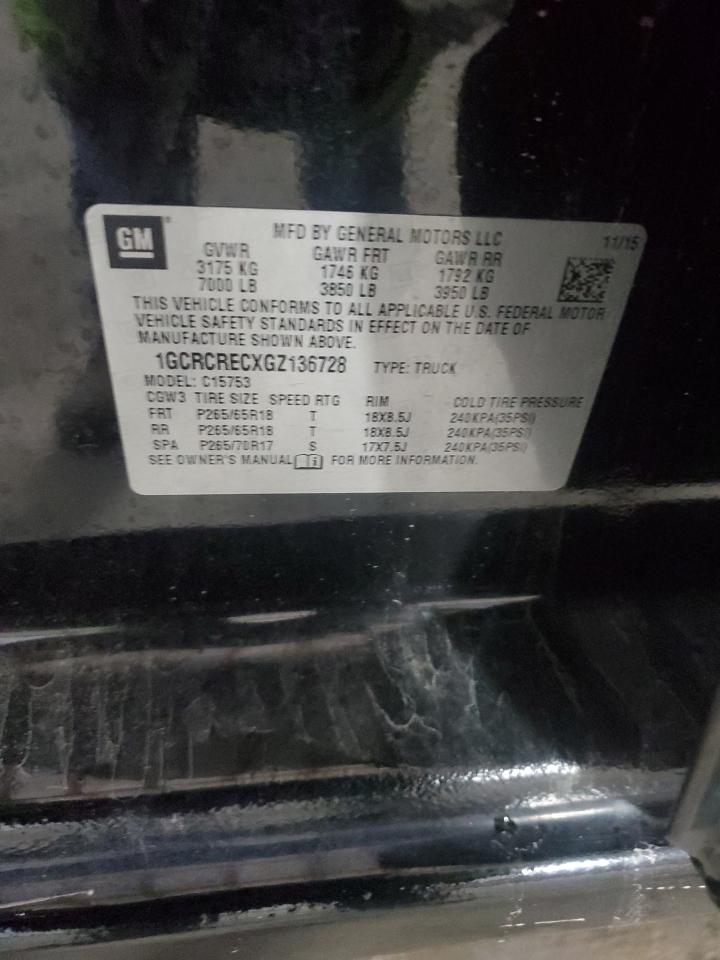 GM
MFD BY GENERAL MOTORS LLC 11/15
GVWR GAWR FRT GAWR RR
3175 KG 1746 KG 1792 KG
7000 LB 3850 LB 3950 LB
THIS VEHICLE CONFORMS TO ALL APPLICABLE U.S. FEDERAL MOTOR
VEHICLE SAFETY STANDARDS IN EFFECT ON THE DATE OF
MANUFACTURE SHOWN ABOVE.
1GCRCRECXGZ136728 TYPE: TRUCK
MODEL: C15753
CGW3 TIRE SIZE SPEED RTG RIM COLD TIRE PRESSURE
FRT P265/65R18 T 18X8.5J 240KPA(35PSI)
RR P265/65R18 T 18X8.5J 240KPA(35PSI)
SPA P265/70R17 S 17X7.5J 240KPA(35PSI)
SEE OWNER'S MANUAL FOR MORE INFORMATION.